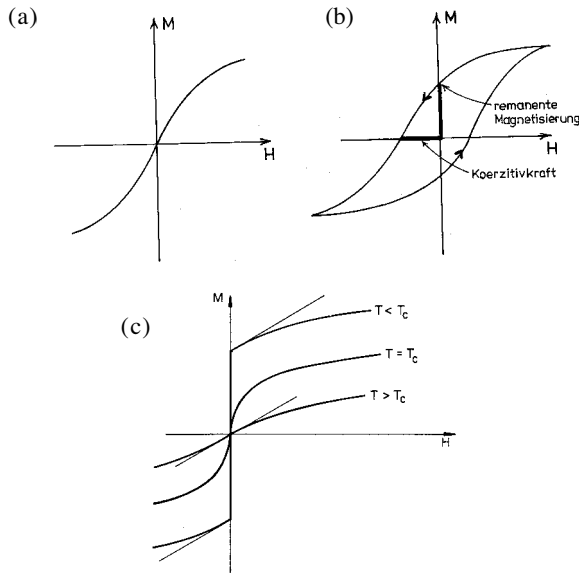 (a)
M
H
(b)
M
remanente
Magnetisierung
H
Koerzitivkraft
(c)
M
T < Tc
T = Tc
T > Tc
H